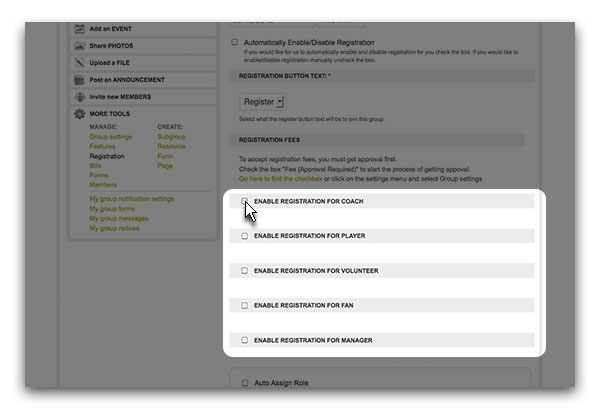 Add an EVENT
Share PHOTOS
Upload a FILE
Post an ANNOUNCEMENT
Invite new MEMBERS
MORE TOOLS
MANAGE:
Group settings
Features
Registration
Bills
Forms
Members
CREATE:
Subgroup
Resource
Form
Page
My group notification settings
My group forms
My group messages
My group notices
Automatically Enable/Disable Registration
If you would like for us to automatically enable-and disable registration for you check the box. If you would like to
enable/disable registration manually uncheck the box.
REGISTRATION BUTTON TEXT: *
Register
Select what the register button text will be to join this group.
REGISTRATION FEES
To accept registration fees, you must get approval first.
Check the box "Fee (Approval Required)" to start the process of getting approval.
Go here to find the checkbox or click on the settings menu and select Group settings
ENABLE REGISTRATION FOR COACH
ENABLE REGISTRATION FOR PLAYER
ENABLE REGISTRATION FOR VOLUNTEER
ENABLE REGISTRATION FOR FAN
ENABLE REGISTRATION FOR MANAGER
Auto Assign Role